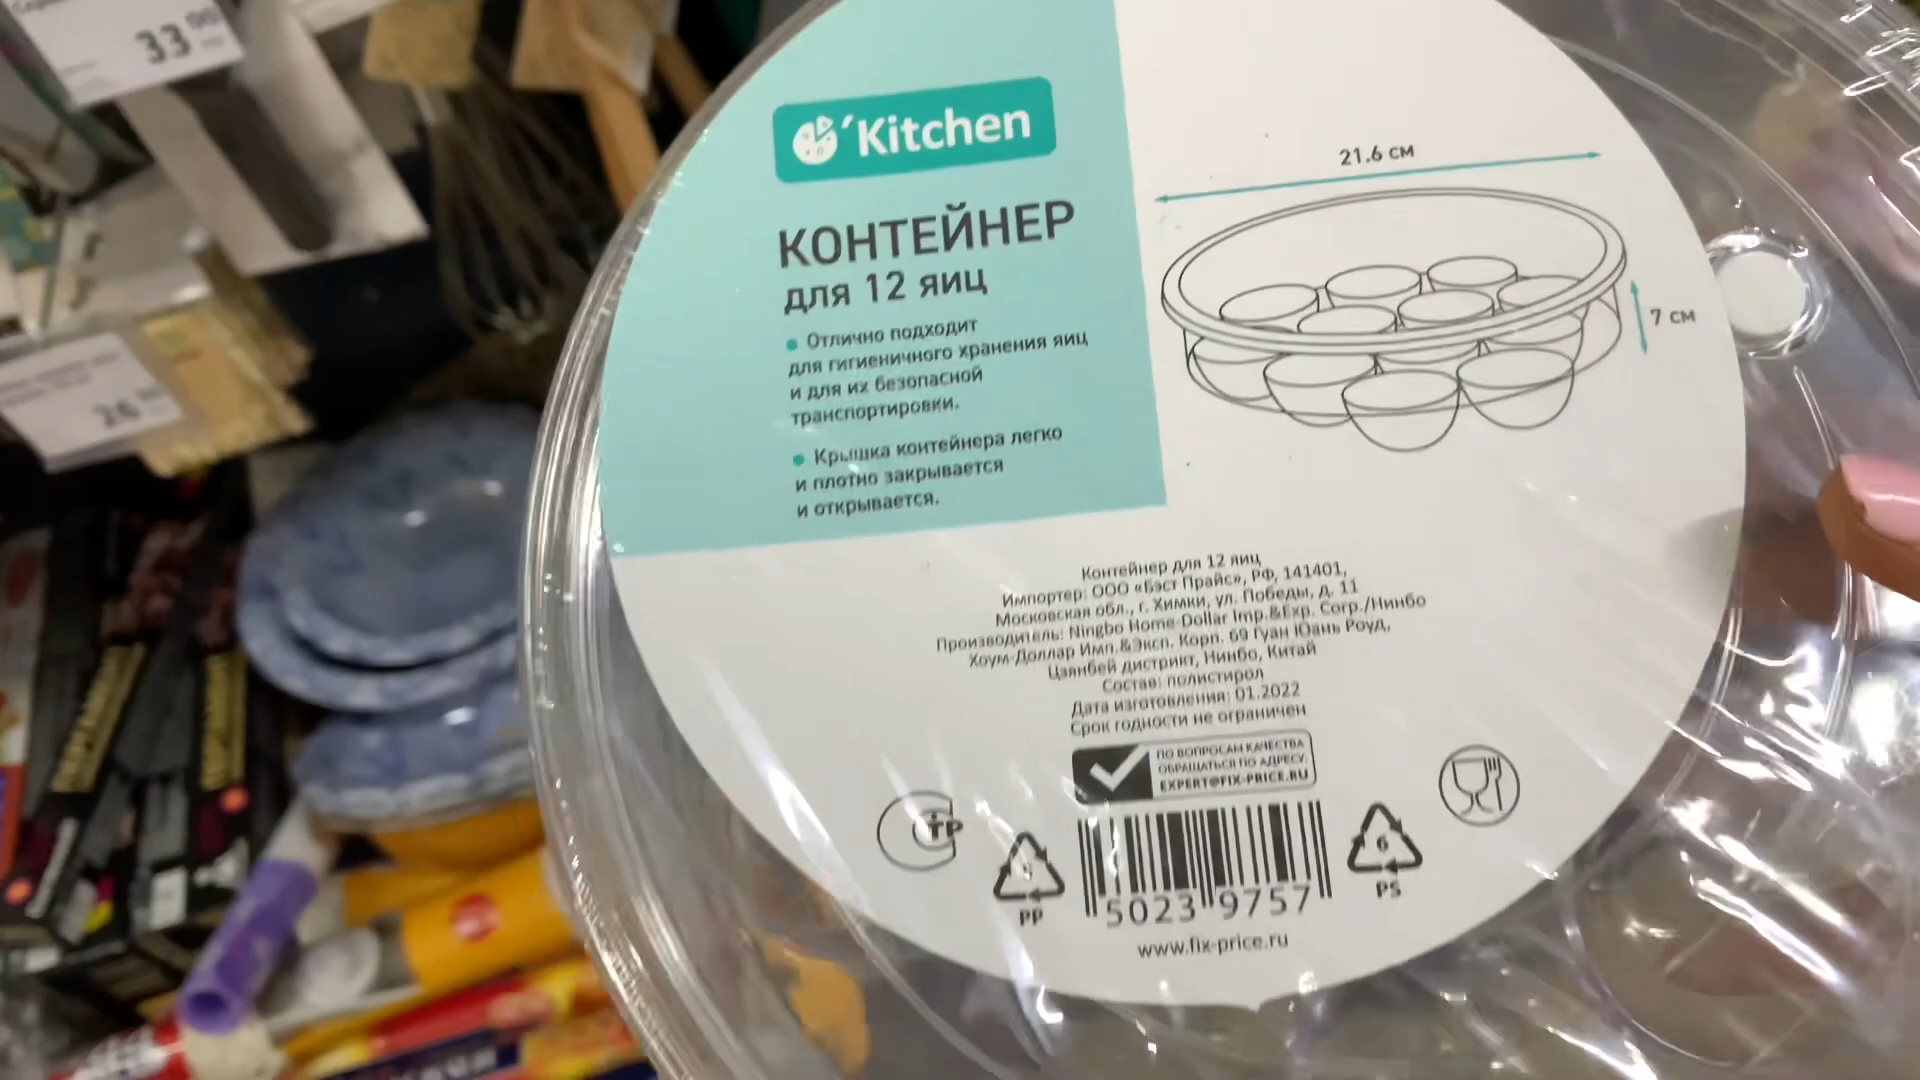 33 90
26
'Kitchen
КОНТЕЙНЕР
для 12 яиц
• Отлично подходит
для гигиеничного хранения яиц
и для их безопасной
транспортировки.
• Крышка контейнера легко
и плотно закрывается
и открывается.
21.6 см
7 см
Контейнер для 12 яиц
Импортер: ООО «Бэст Прайс», РФ, 141401,
Московская обл., г. Химки, ул. Победы, д. 11
Производитель: Ningbo Home-Dollar Imp.&Exp. Corp./Нинбо
Хоум-Доллар Имп.&Эксп. Корп. 69 Гуан Юань Роуд,
Цзянбей дистрикт, Нинбо, Китай
Состав: полистирол
Дата изготовления: 01.2022
Срок годности не ограничен
ПО ВОПРОСАМ КАЧЕСТВА
ОБРАЩАТЬСЯ ПО АДРЕСУ:
EXPERT@FIX-PRICE.RU
СТР
PP
5023 9757
6
PS
www.fix-price.ru